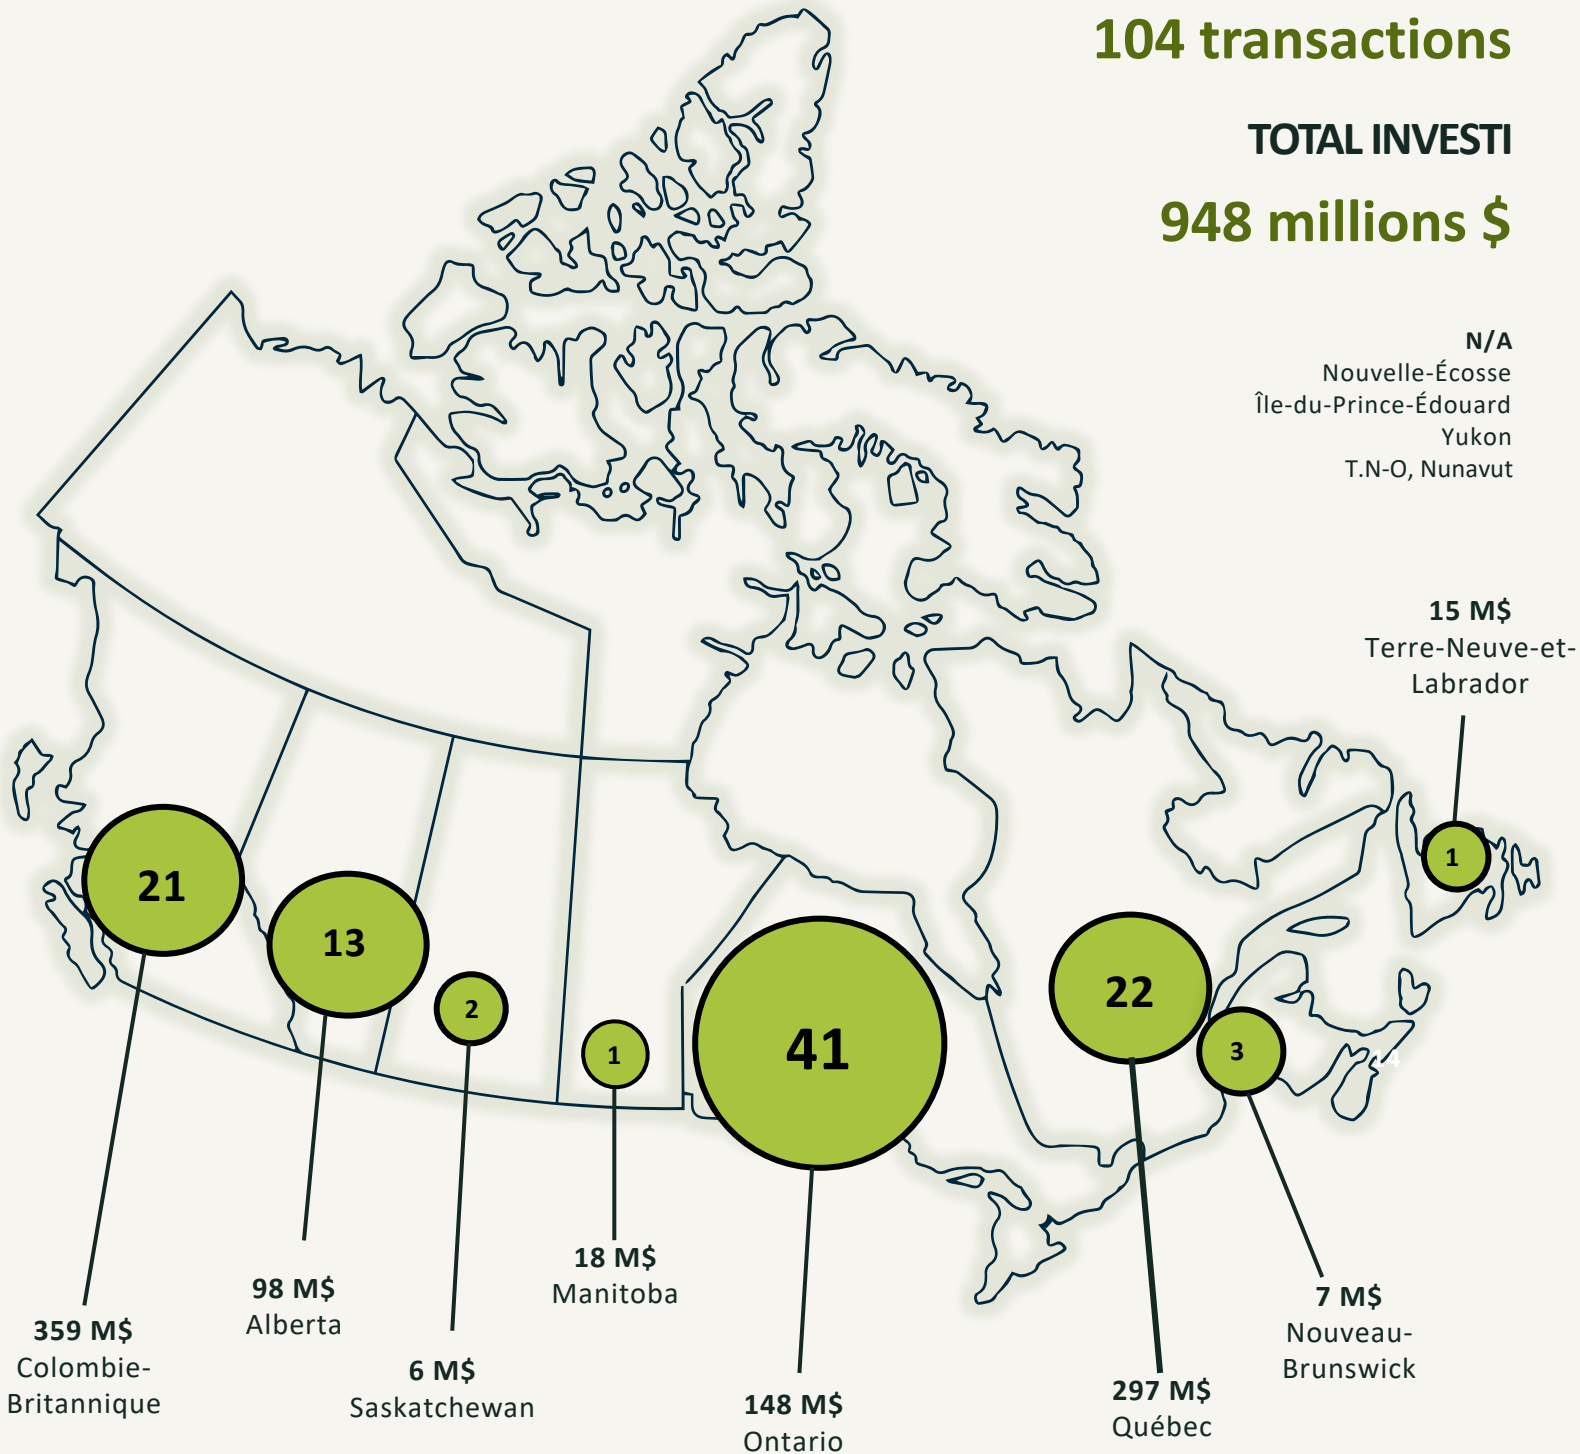 104 transactions
TOTAL INVESTI
948 millions $
N/A
Nouvelle-Écosse
Île-du-Prince-Édouard
Yukon
T.N-O, Nunavut
15 M$
Terre-Neuve-et-
Labrador
1
21
13
2
1
41
22
3
14
359 M$
Colombie-
Britannique
98 M$
Alberta
6 M$
Saskatchewan
18 M$
Manitoba
148 M$
Ontario
297 M$
Québec
7 M$
Nouveau-
Brunswick